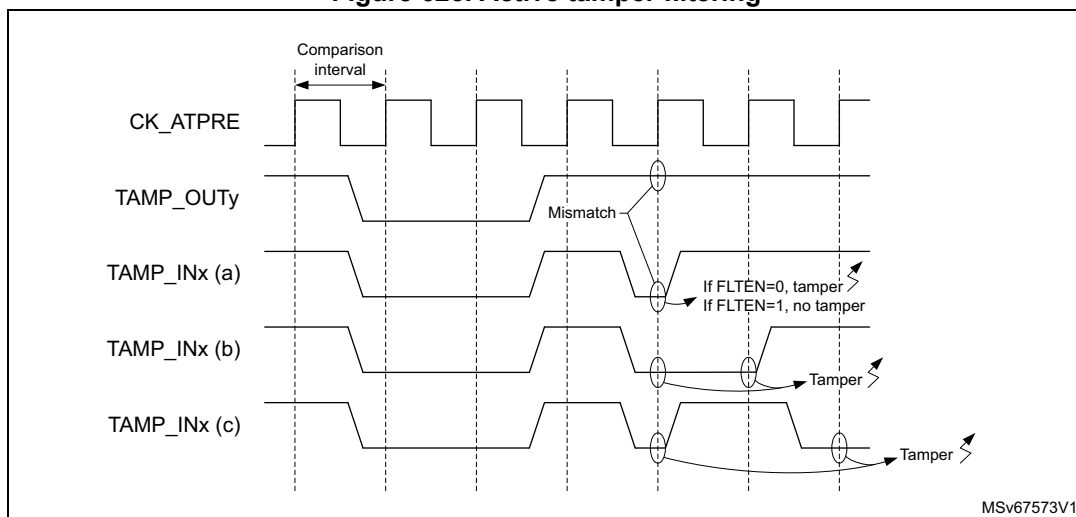 Comparison
interval
CK_ATPRE
TAMP_OUTy
Mismatch
TAMP_INx (a)
If FLTEN=0, tamper
If FLTEN=1, no tamper
TAMP_INx (b)
Tamper
TAMP_INx (c)
Tamper
MSv67573V1